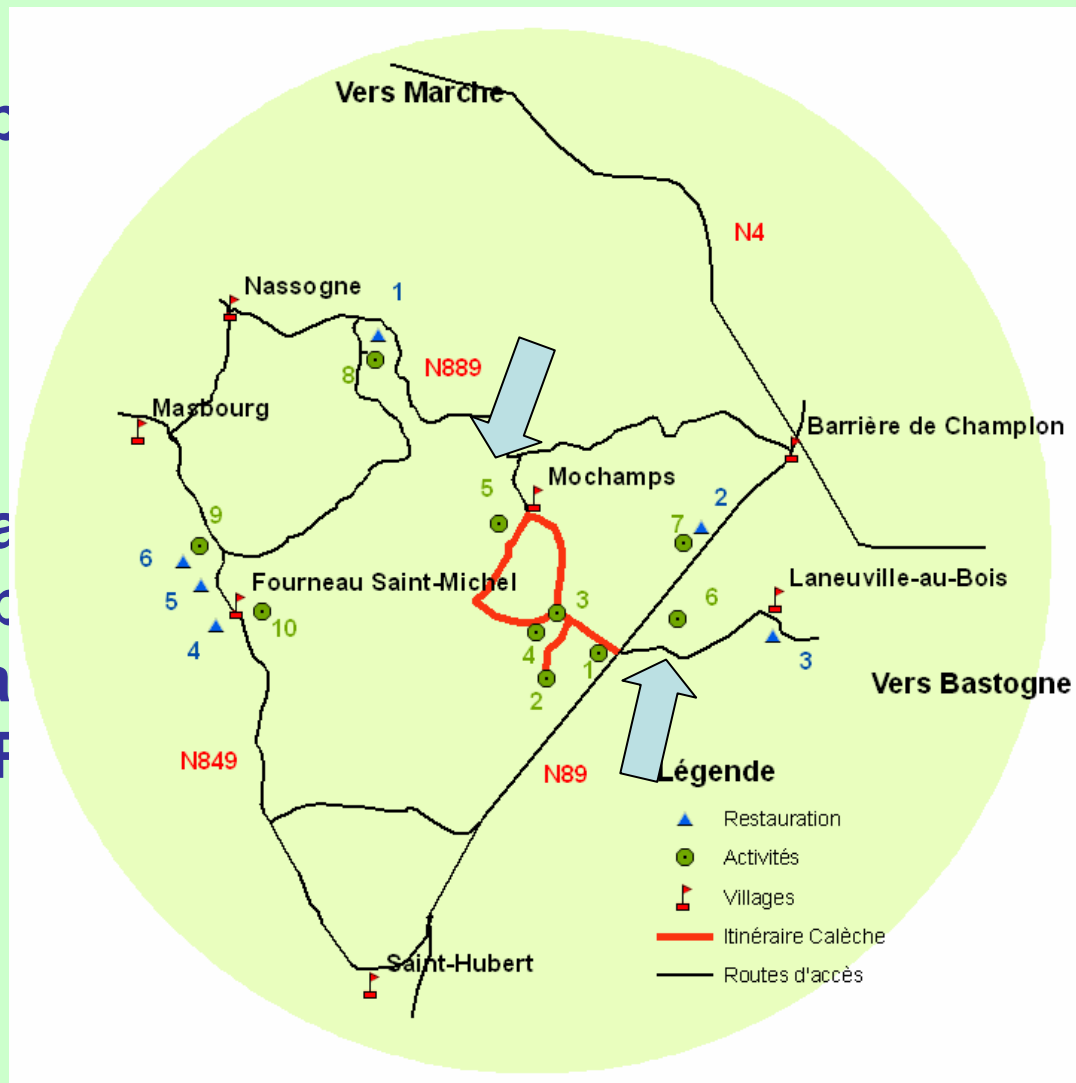 Vers Marche
N4
Nassogne
1
N889
8
Masbourg
Barrière de Champlon
Mochamps
5
2
7
9
6
Laneuville-au-Bois
Fourneau Saint-Michel
5
3
6
10
4
4
1
3
2
Vers Bastogne
N849
N89
Légende
Restauration
Activités
Villages
Itinéraire Calèche
Routes d'accès
Saint-Hubert